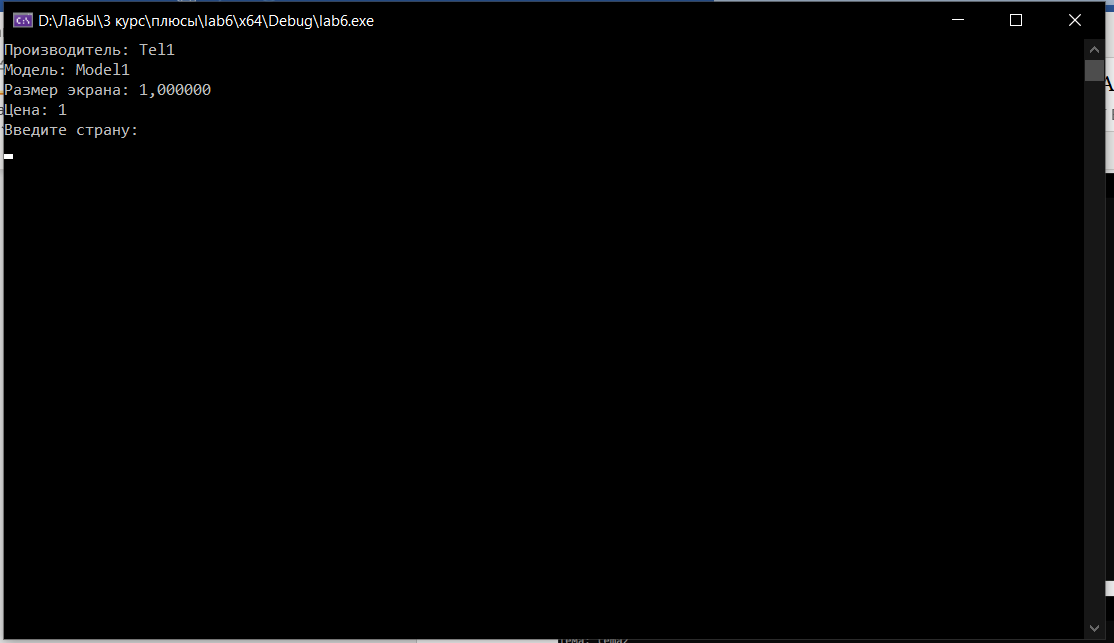 D:\ЛабЫ\3 курс\плюсы\lab6\x64\Debug\lab6.exe
Производитель: Tel1
Модель: Model1
Размер экрана: 1,000000
Цена: 1
Введите страну: